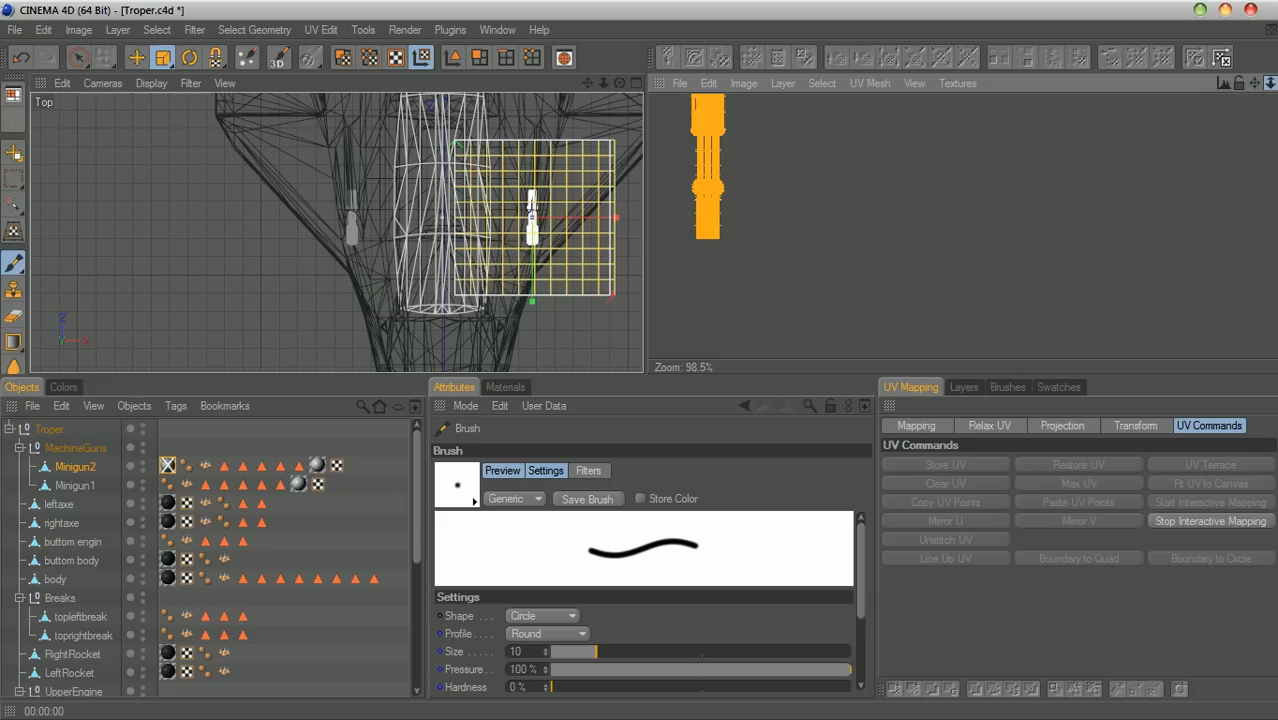 CINEMA 4D (64 Bit) - [Troper.c4d *]
File Edit Image Layer Select Filter Select Geometry UV Edit Tools Render Plugins Window Help
3D
Edit Cameras Display Filter View
File Edit Image Layer Select UV Mesh View Textures
Top
Z
Zoom: 98.5%
Objects Colors
Attributes Materials
UV Mapping Layers Brushes Swatches
File Edit View Objects Tags Bookmarks
Mode Edit User Data
Mapping Relax UV Projection Transform UV Commands
Troper
Brush
UV Commands
MachineGuns
Brush
Minigun2
Preview Settings Filters
Store UV Restore UV UV Terrace
Minigun1
Clear UV Max UV Fit UV to Canvas
leftaxe
Generic Save Brush Store Color
Copy UV Points Paste UV Points Start Interactive Mapping
rightaxe
Mirror U Mirror V Stop Interactive Mapping
buttom engin
Unstitch UV
buttom body
Line Up UV Boundary to Quad Boundary to Circle
body
Breaks
Settings
topleftbreak
Shape Circle
toprightbreak
Profile Round
RightRocket
Size 10
LeftRocket
Pressure 100 %
UpperEngine
Hardness 0 %
00:00:00